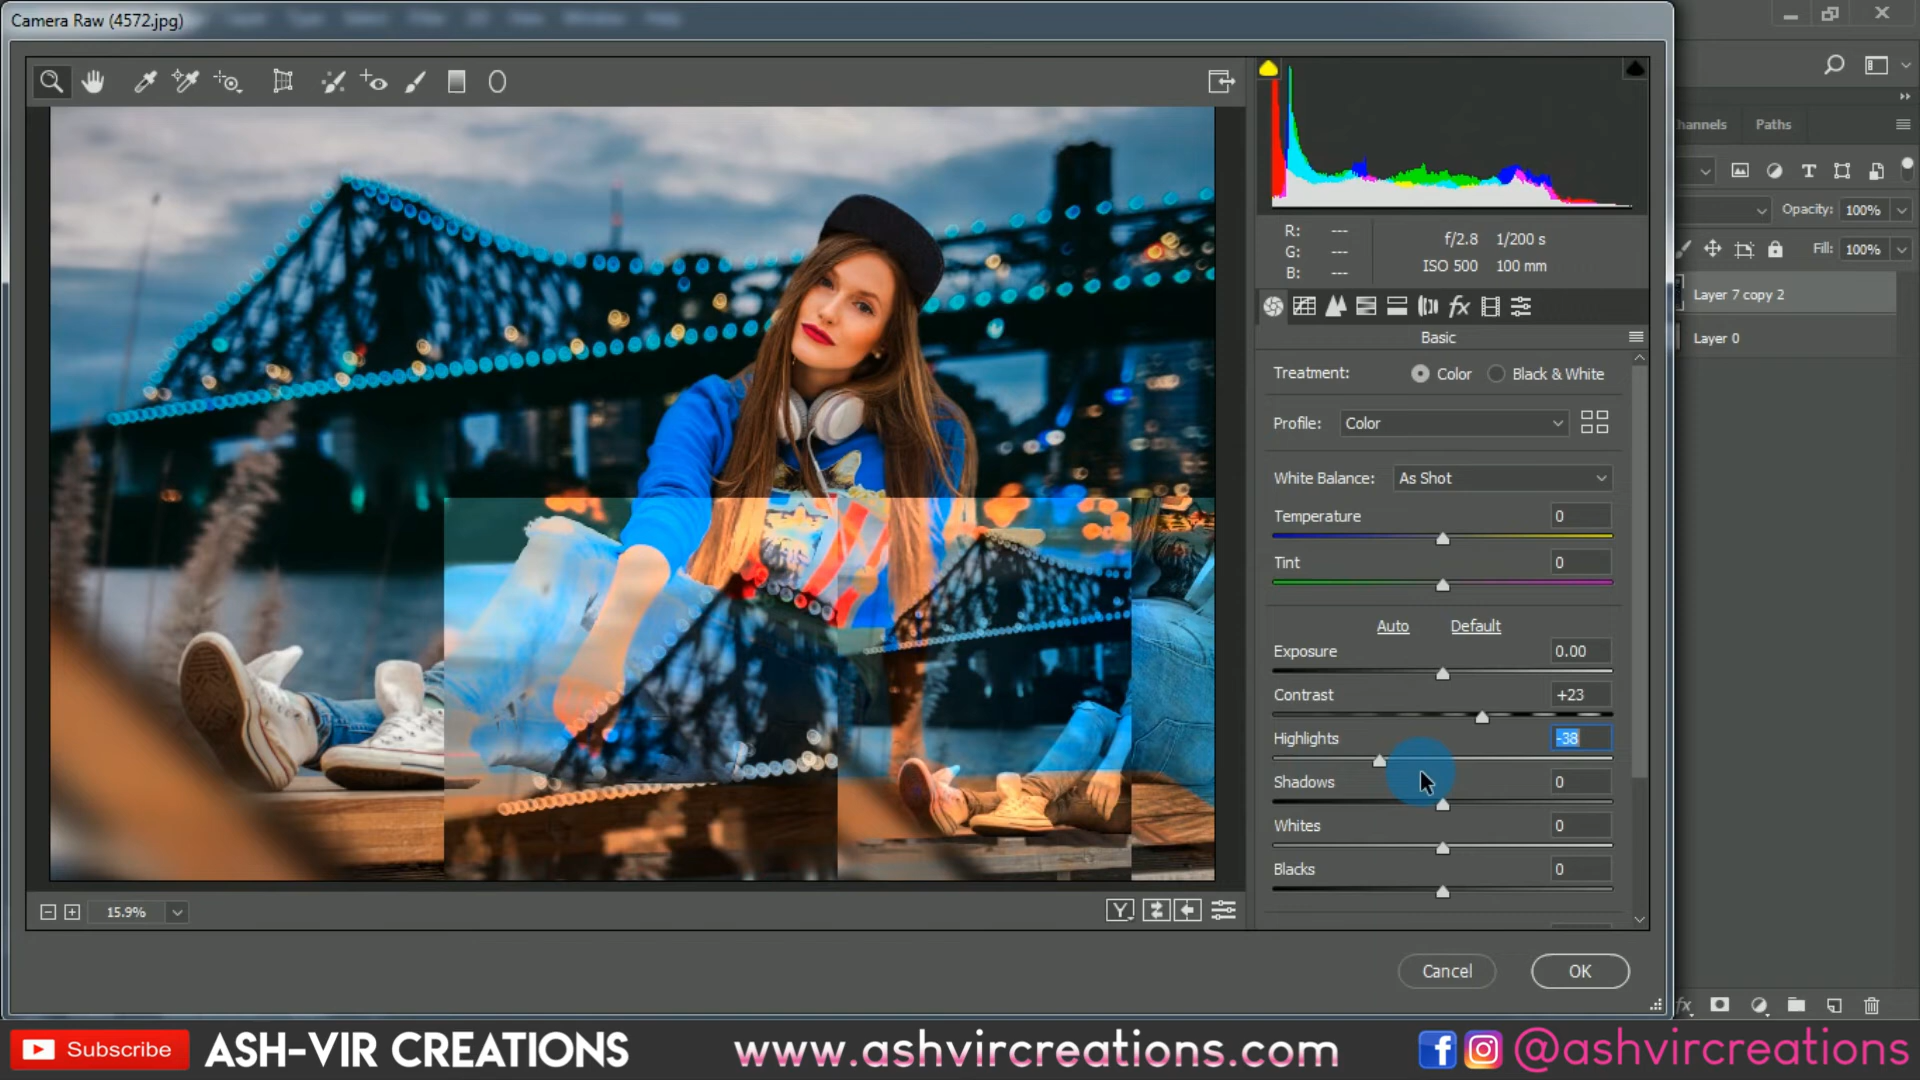 Camera Raw (4572.jpg)
R: ---
G: ---
B: ---
f/2.8 1/200 s
ISO 500 100 mm
Basic
Treatment: Color Black & White
Profile: Color
White Balance: As Shot
Temperature 0
Tint 0
Auto Default
Exposure 0.00
Contrast +23
Highlights -38
Shadows 0
Whites 0
Blacks 0
15.9%
Cancel OK
Paths
Opacity: 100%
Fill: 100%
Layer 7 copy 2
Layer 0
Subscribe
ASH-VIR CREATIONS
www.ashvircreations.com
@ashvircreations